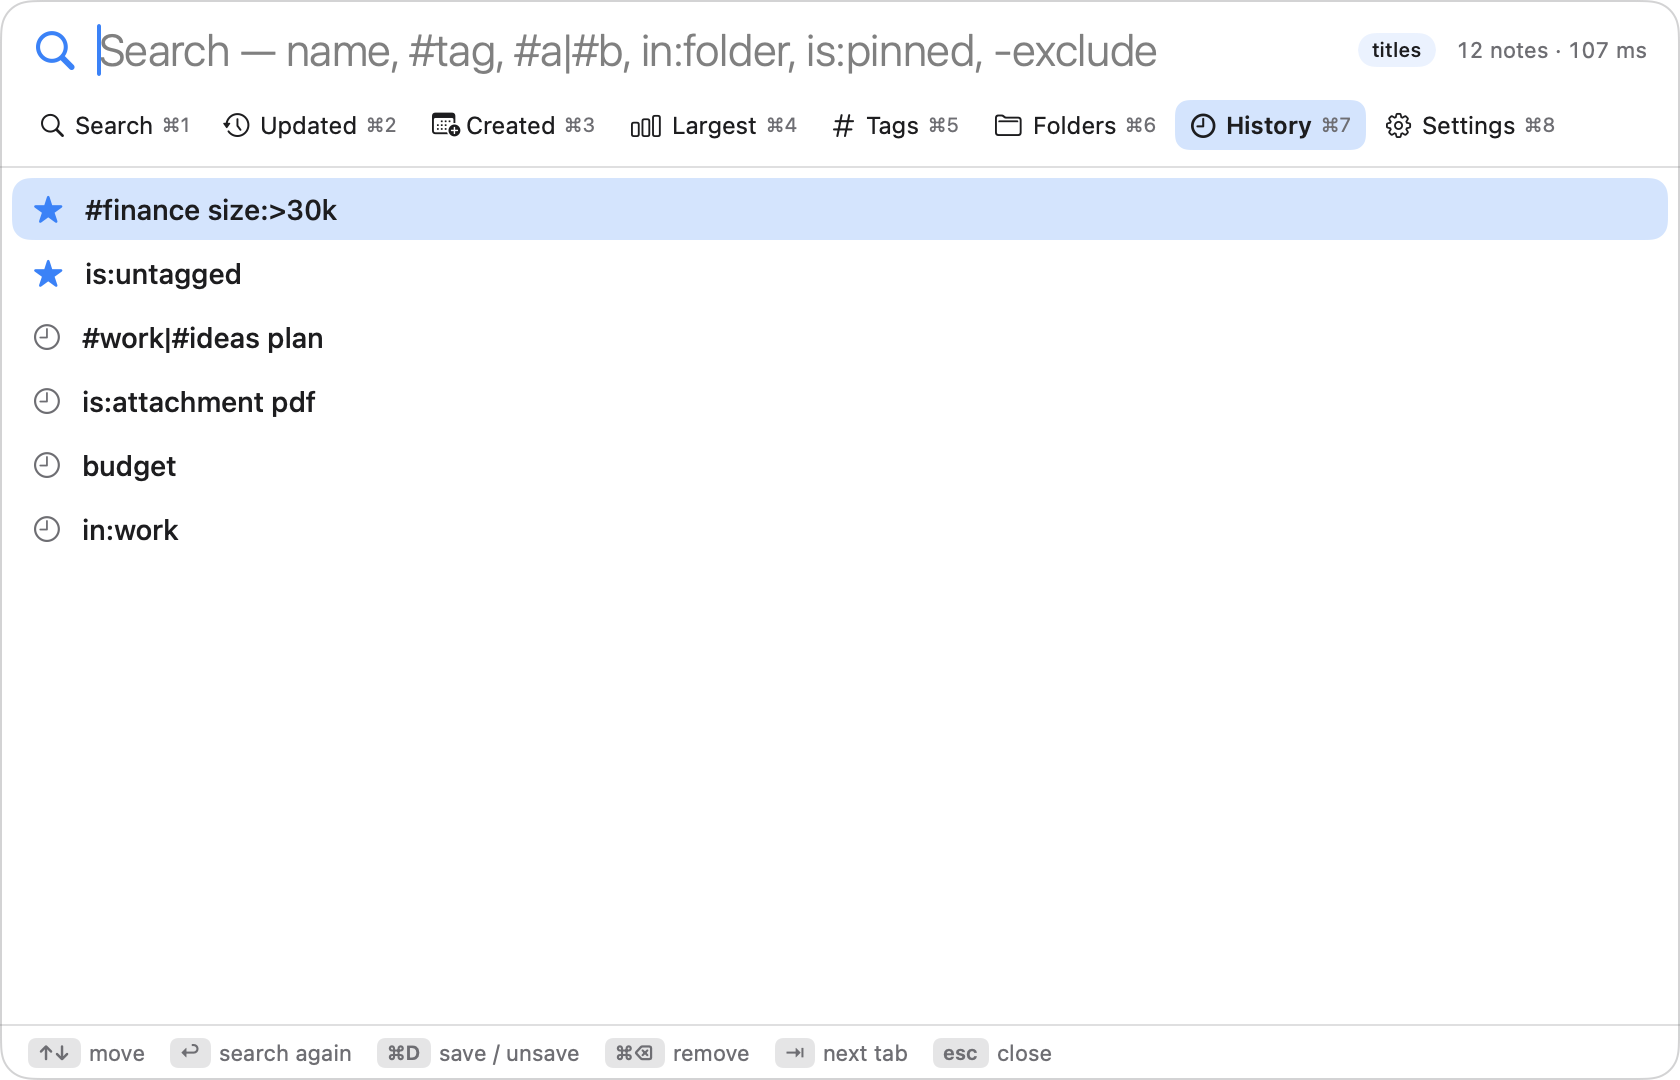 Search — name, #tag, #a|#b, in:folder, is:pinned, -exclude titles 12 notes · 107 ms
Search ⌘1 Updated ⌘2 Created ⌘3 Largest ⌘4 # Tags ⌘5 Folders ⌘6 History ⌘7 Settings ⌘8
#finance size:>30k
is:untagged
#work|#ideas plan
is:attachment pdf
budget
in:work
↑↓ move ↩ search again ⌘D save / unsave ⌘⌫ remove ⇥ next tab esc close